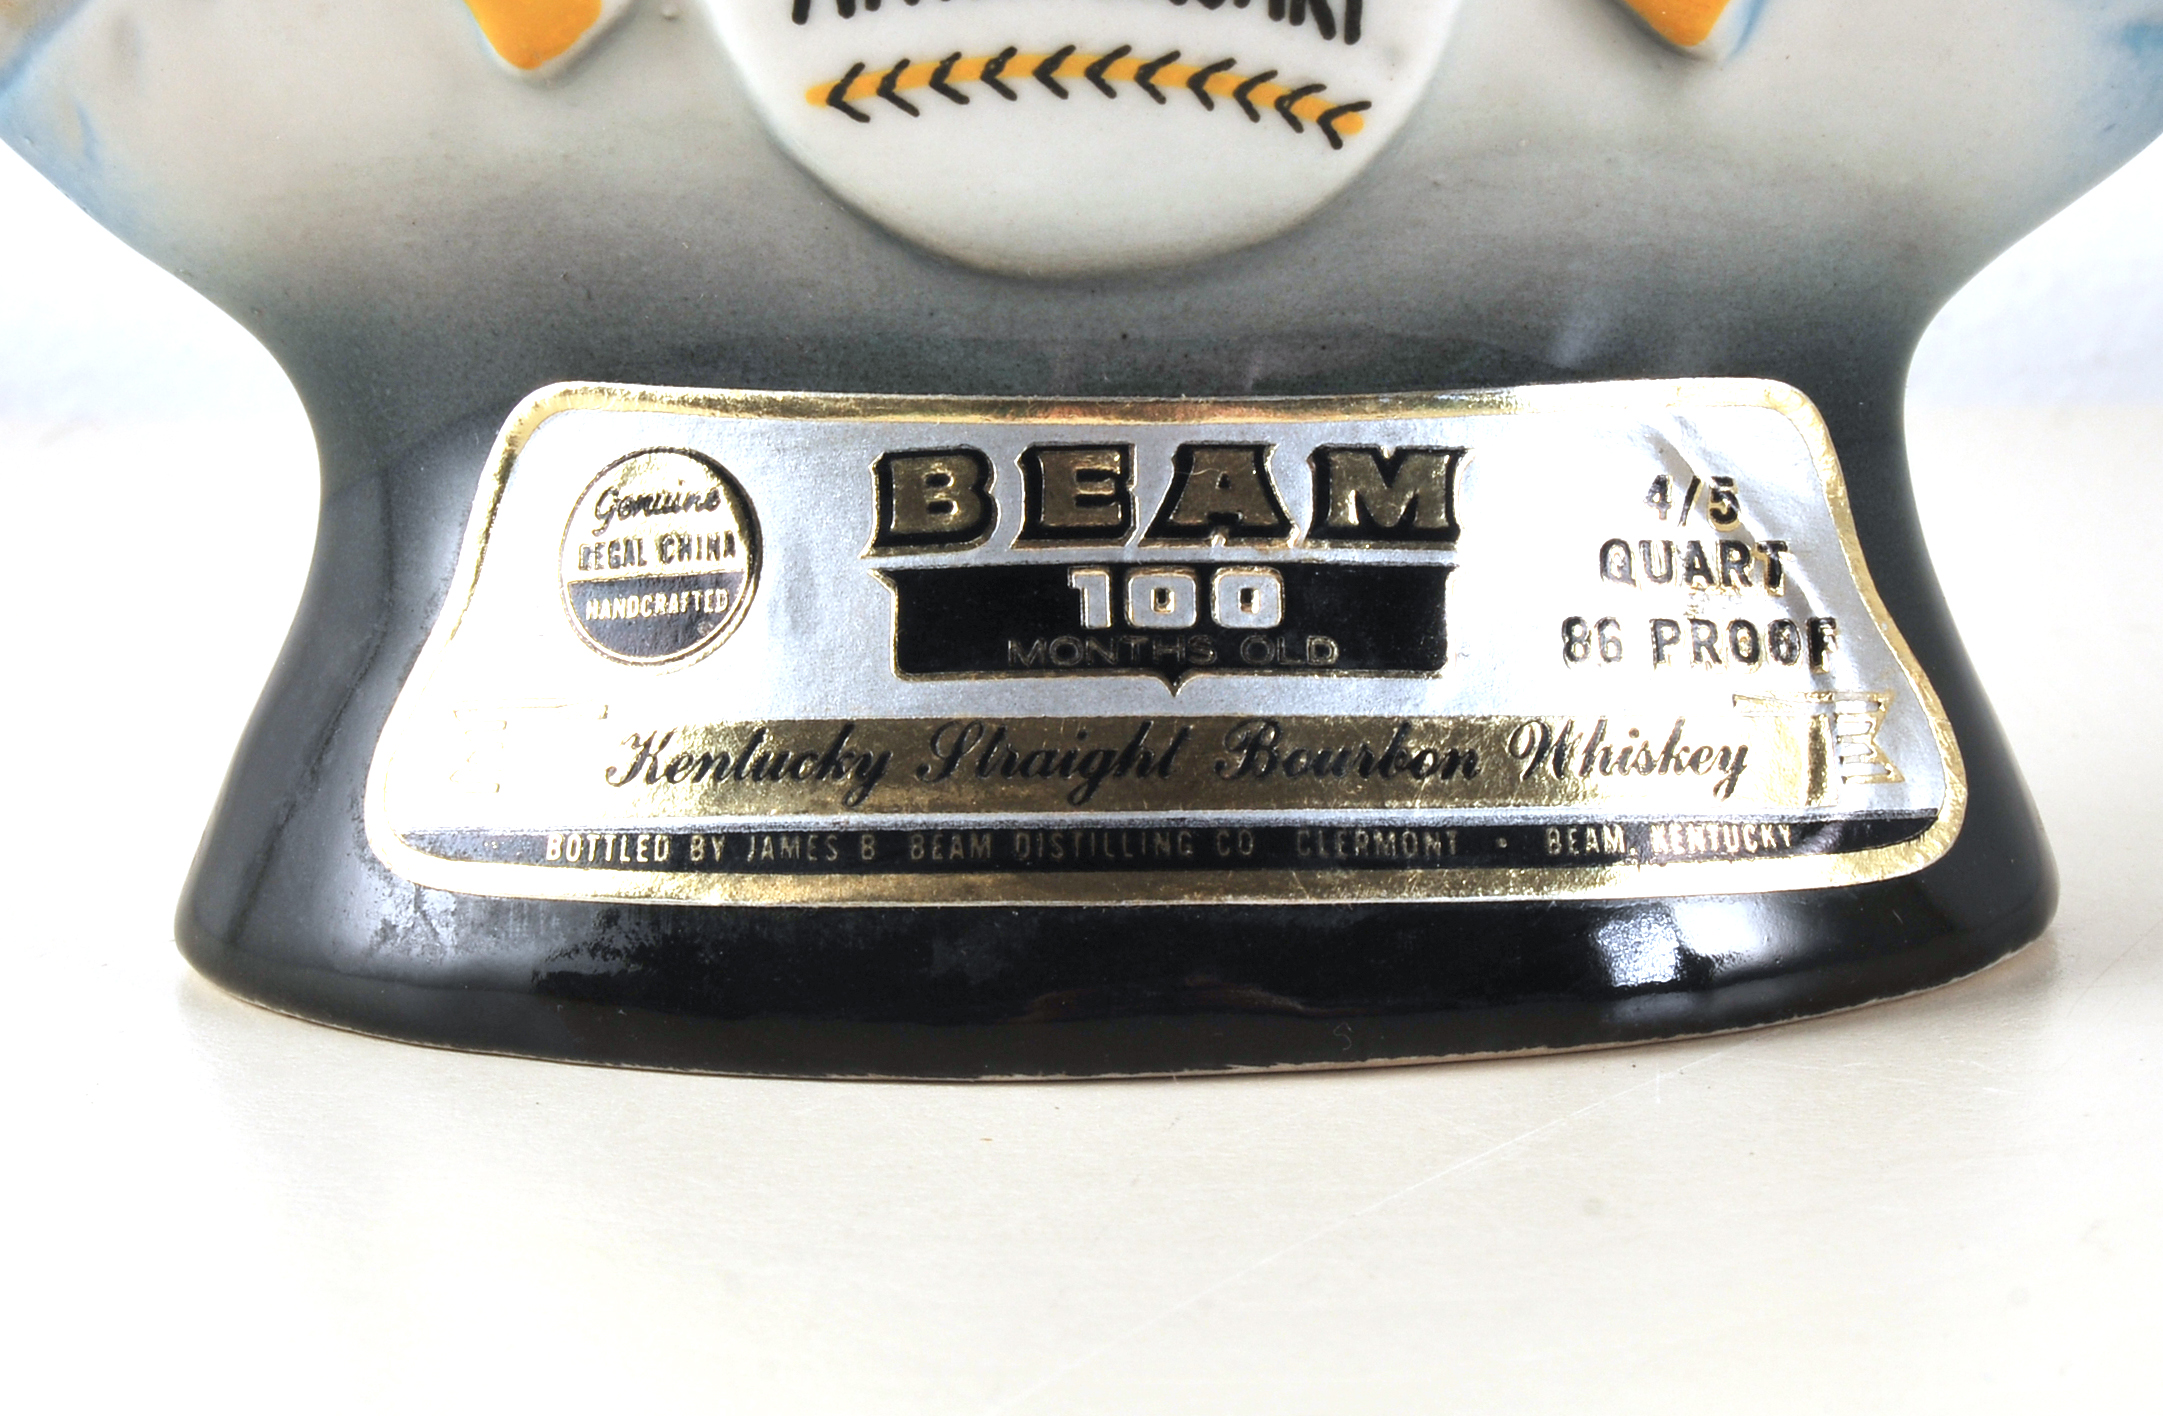 Genuine
REGAL CHINA
HANDCRAFTED
BEAM
100
MONTHS OLD
4/5
QUART
86 PROOF
Kentucky Straight Bourbon Whiskey
BOTTLED BY JAMES B BEAM DISTILLING CO CLERMONT • BEAM, KENTUCKY